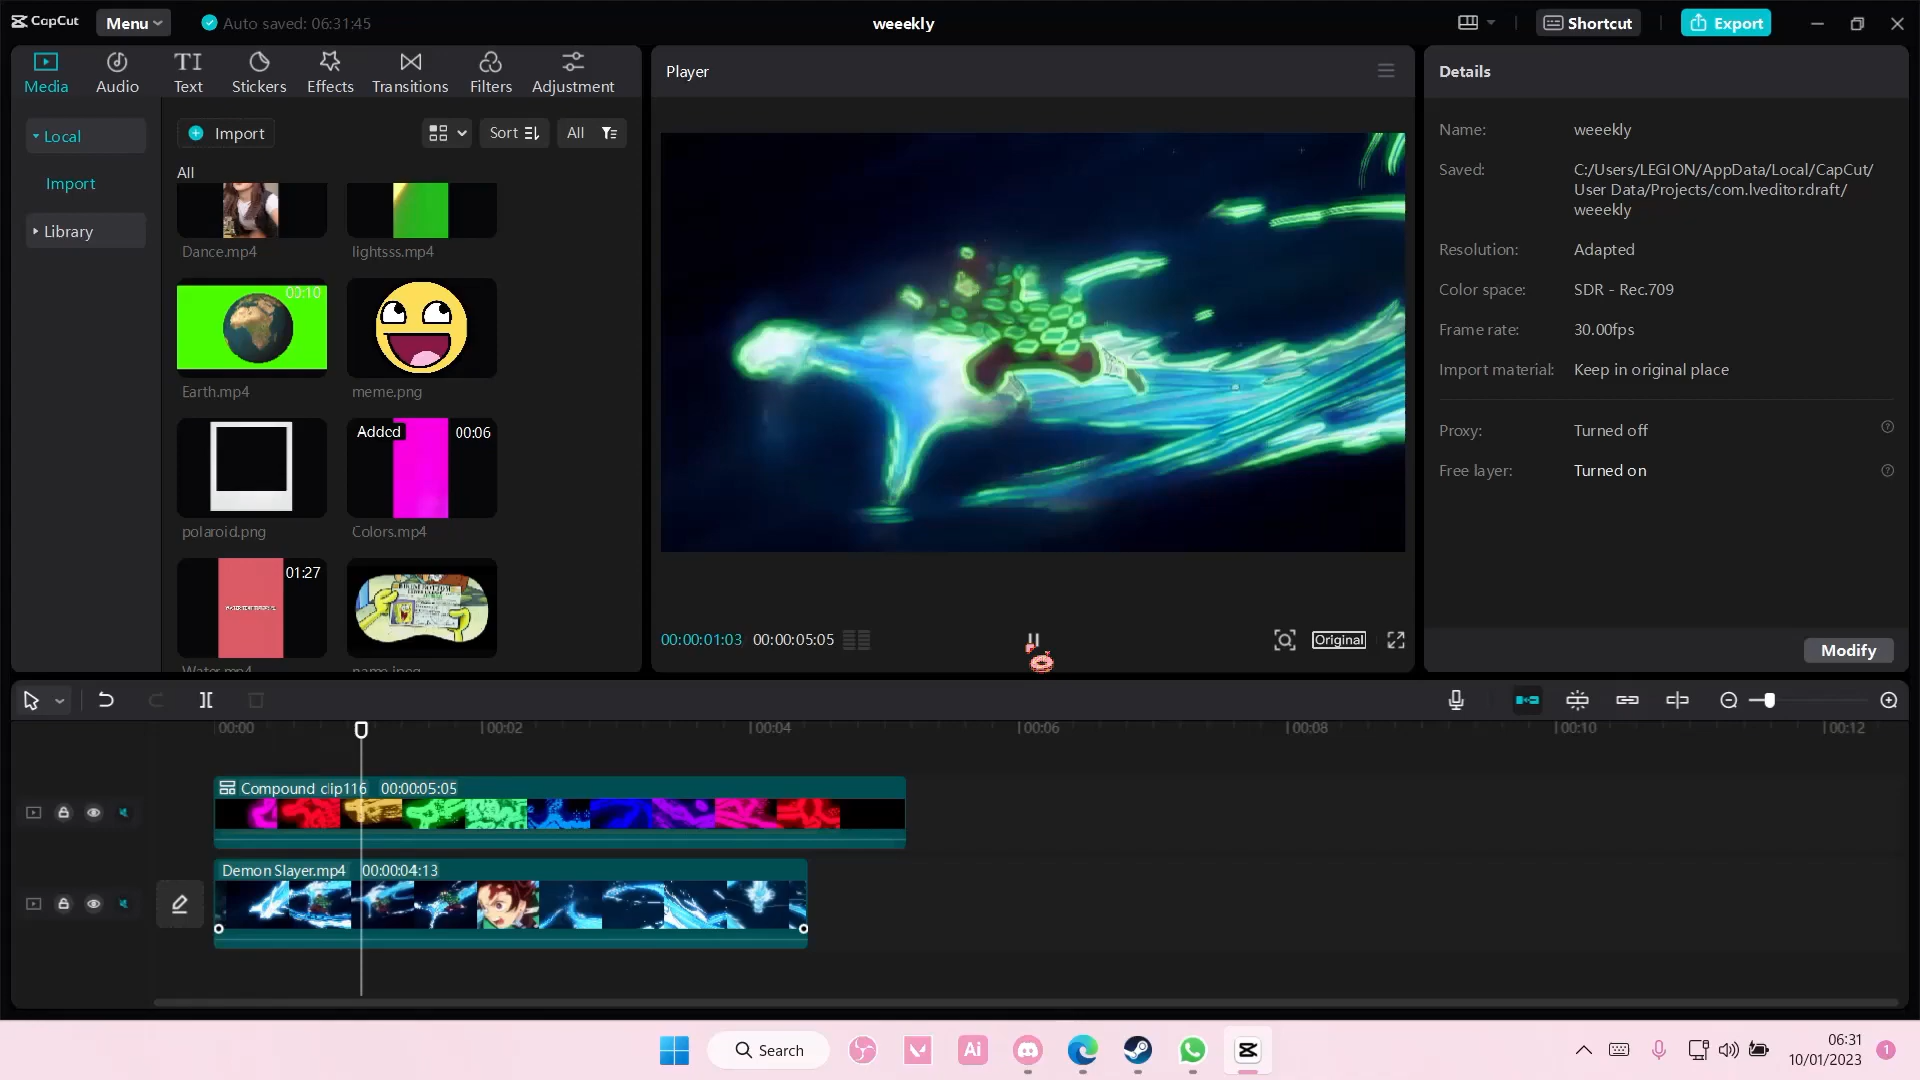 CapCut
Menu
Auto saved: 06:31:45
weeekly
Shortcut
Export
Media
Audio
Text
Stickers
Effects
Transitions
Filters
Adjustment
Local
Import
Library
Import
Sort
All
All
Dance.mp4
lightsss.mp4
00:10
Earth.mp4
meme.png
Added
00:06
polaroid.png
Colors.mp4
01:27
Water.mp4
name.jpeg
Player
00:00:01:03
00:00:05:05
Original
Details
Name:
weeekly
Saved:
C:/Users/LEGION/AppData/Local/CapCut/
User Data/Projects/com.lveditor.draft/
weeekly
Resolution:
Adapted
Color space:
SDR - Rec.709
Frame rate:
30.00fps
Import material:
Keep in original place
Proxy:
Turned off
Free layer:
Turned on
Modify
00:00
00:02
00:04
00:06
00:08
00:10
00:12
Compound clip116 00:00:05:05
Demon Slayer.mp4 00:00:04:13
Search
Ai
06:31
10/01/2023
1